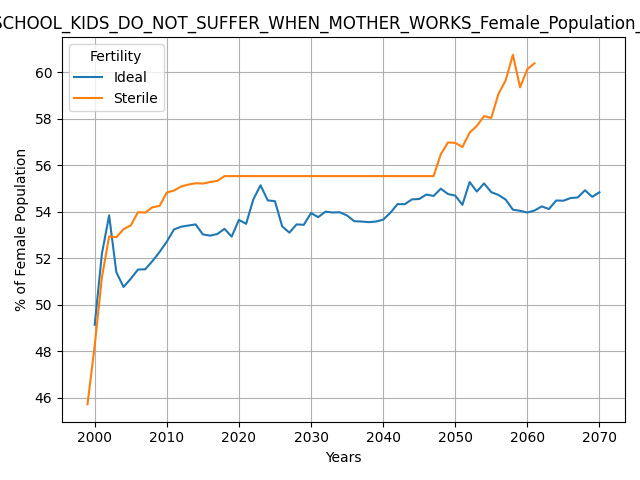 SCHOOL_KIDS_DO_NOT_SUFFER_WHEN_MOTHER_WORKS_Female_Population_
Fertility
Ideal
Sterile
% of Female Population
60
58
56
54
52
50
48
46
2000 2010 2020 2030 2040 2050 2060 2070
Years